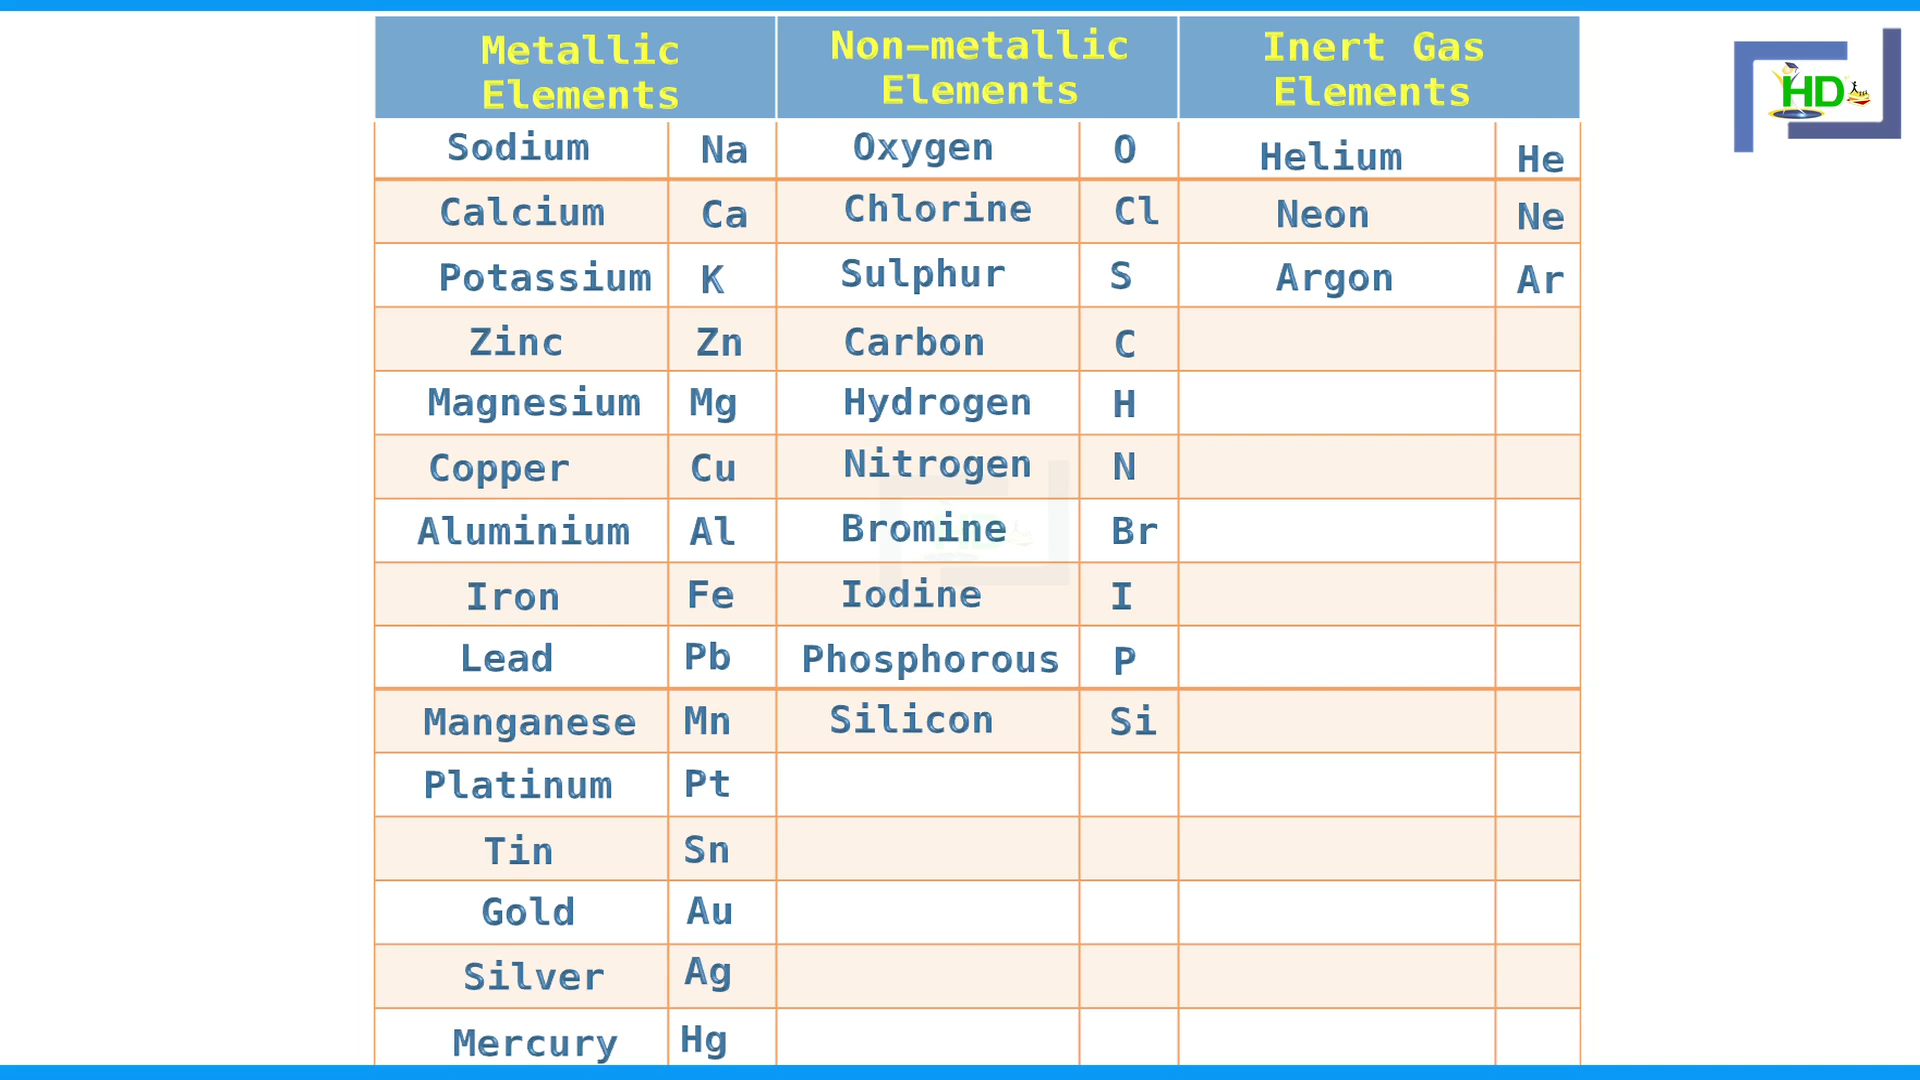 Metallic Elements Non-metallic Elements Inert Gas Elements
Sodium Na Oxygen O Helium He
Calcium Ca Chlorine Cl Neon Ne
Potassium K Sulphur S Argon Ar
Zinc Zn Carbon C
Magnesium Mg Hydrogen H
Copper Cu Nitrogen N
Aluminium Al Bromine Br
Iron Fe Iodine I
Lead Pb Phosphorous P
Manganese Mn Silicon Si
Platinum Pt
Tin Sn
Gold Au
Silver Ag
Mercury Hg
HD